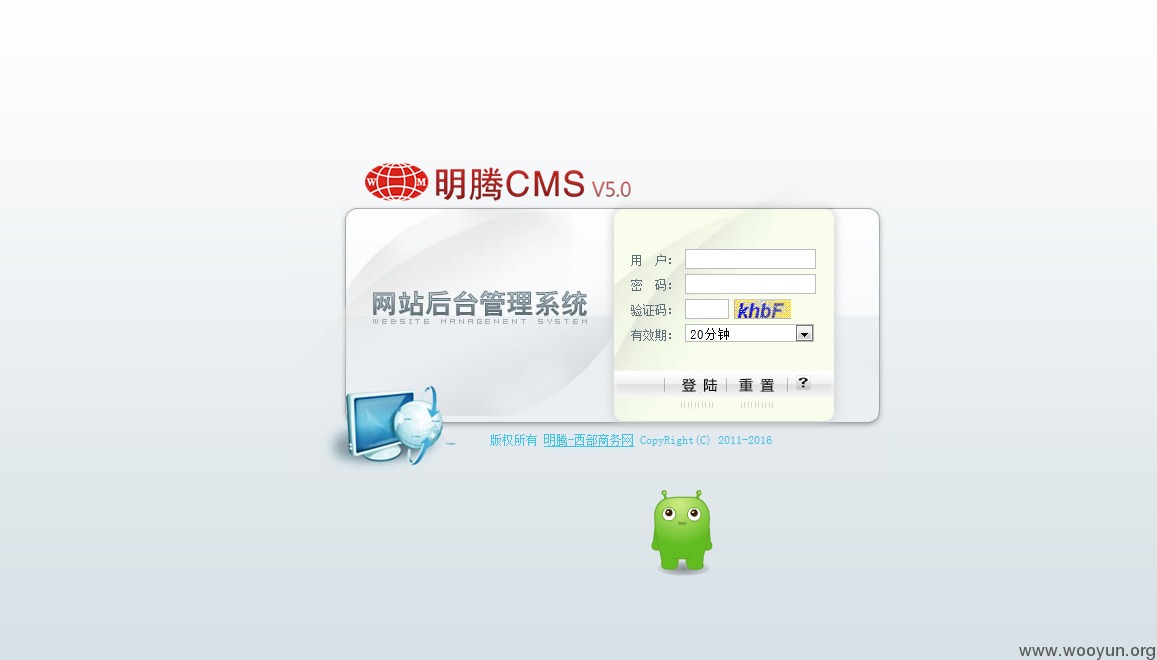 W M 明腾CMS V5.0
用 户:
密 码:
验证码: khbF
有效期: 20分钟
网站后台管理系统
WEBSITE MANAGENENT SYSTEM
登 陆 重 置 ?
版权所有 明腾-西部商务网 CopyRight(C) 2011-2016
www.wooyun.org